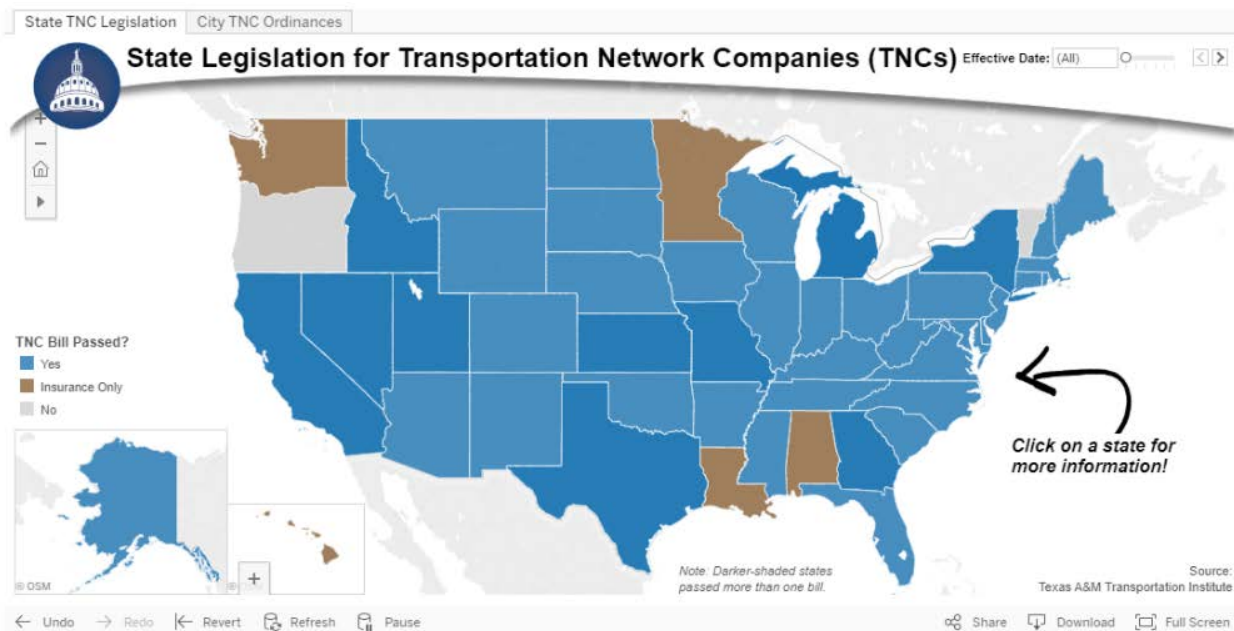 State TNC Legislation
City TNC Ordinances
State Legislation for Transportation Network Companies (TNCs)
Effective Date: (All)
TNC Bill Passed?
Yes
Insurance Only
No
Click on a state for
more information!
© OSM
Note: Darker-shaded states
passed more than one bill.
Source:
Texas A&M Transportation Institute
Undo
Redo
Revert
Refresh
Pause
Share
Download
Full Screen